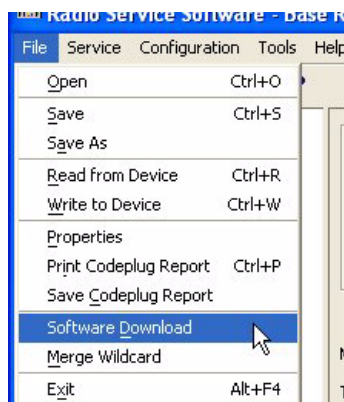 Radio Service Software - Base R
File Service Configuration Tools Help
Open Ctrl+O
Save Ctrl+S
Save As
Read from Device Ctrl+R
Write to Device Ctrl+W
Properties
Print Codeplug Report Ctrl+P
Save Codeplug Report
Software Download
Merge Wildcard
Exit Alt+F4